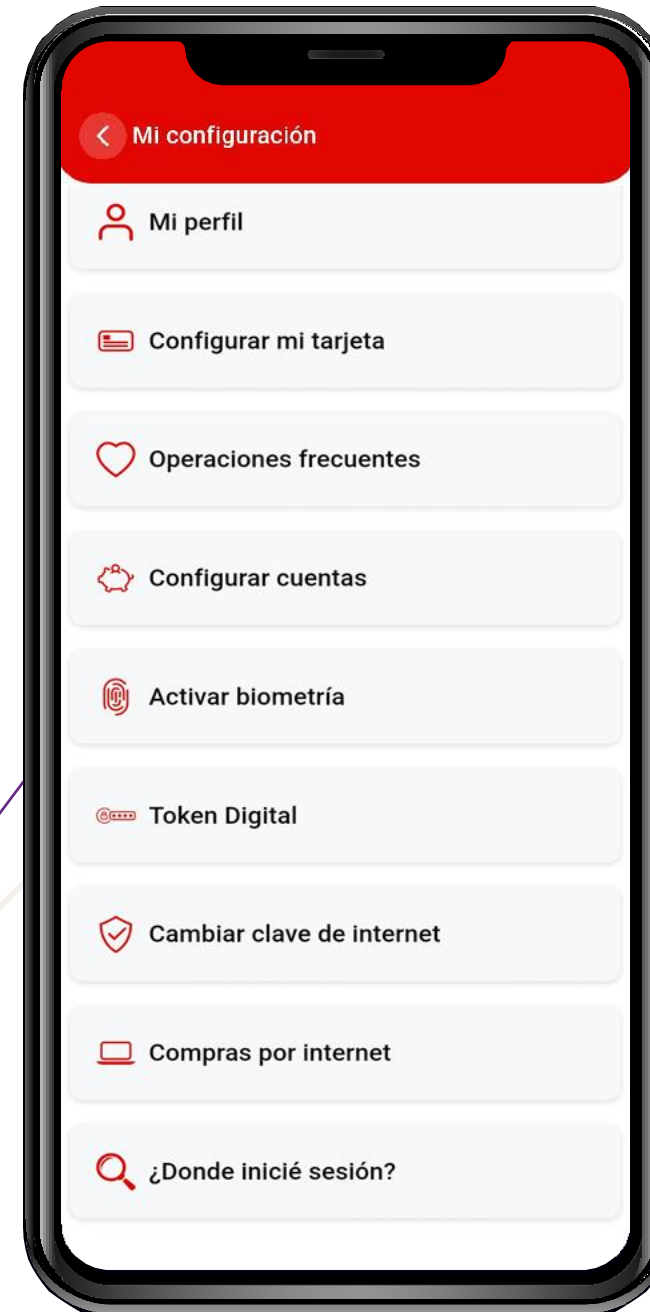 Mi configuración
Mi perfil
Configurar mi tarjeta
Operaciones frecuentes
Configurar cuentas
Activar biometría
Token Digital
Cambiar clave de internet
Compras por internet
¿Donde inicié sesión?